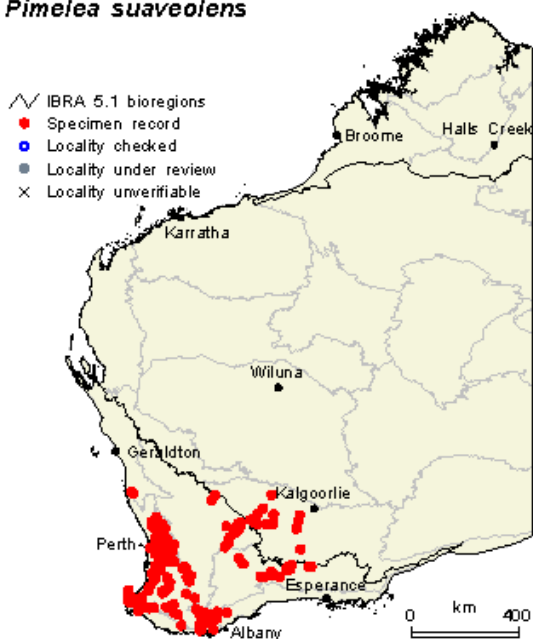 Pimelea suaveolens
IBRA 5.1 bioregions
Specimen record
Locality checked
Locality under review
Locality unverifiable
Broome
Halls Creek
Karratha
Wiluna
Geraldton
Kalgoorlie
Perth
Esperance
Albany
km
0 400